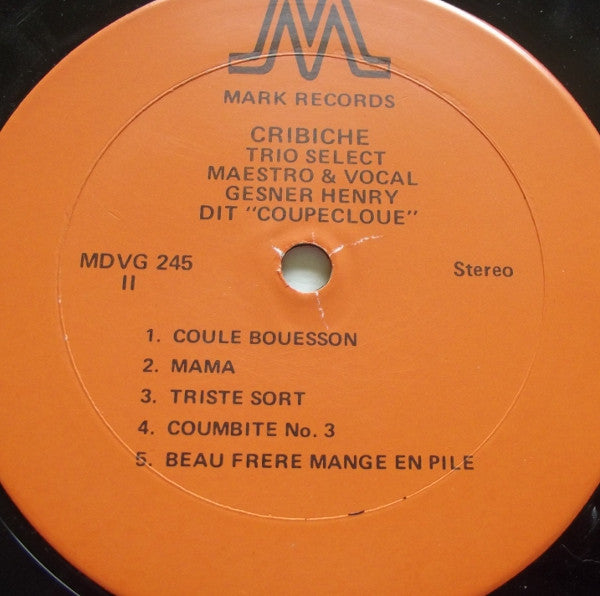 MARK RECORDS
CRIBICHE
TRIO SELECT
MAESTRO & VOCAL
GESNER HENRY
DIT "COUPECLOUE"
MDVG 245
II
Stereo
1. COULE BOUESSON
2. MAMA
3. TRISTE SORT
4. COUMBITE No. 3
5. BEAU FRERE MANGE EN PILE